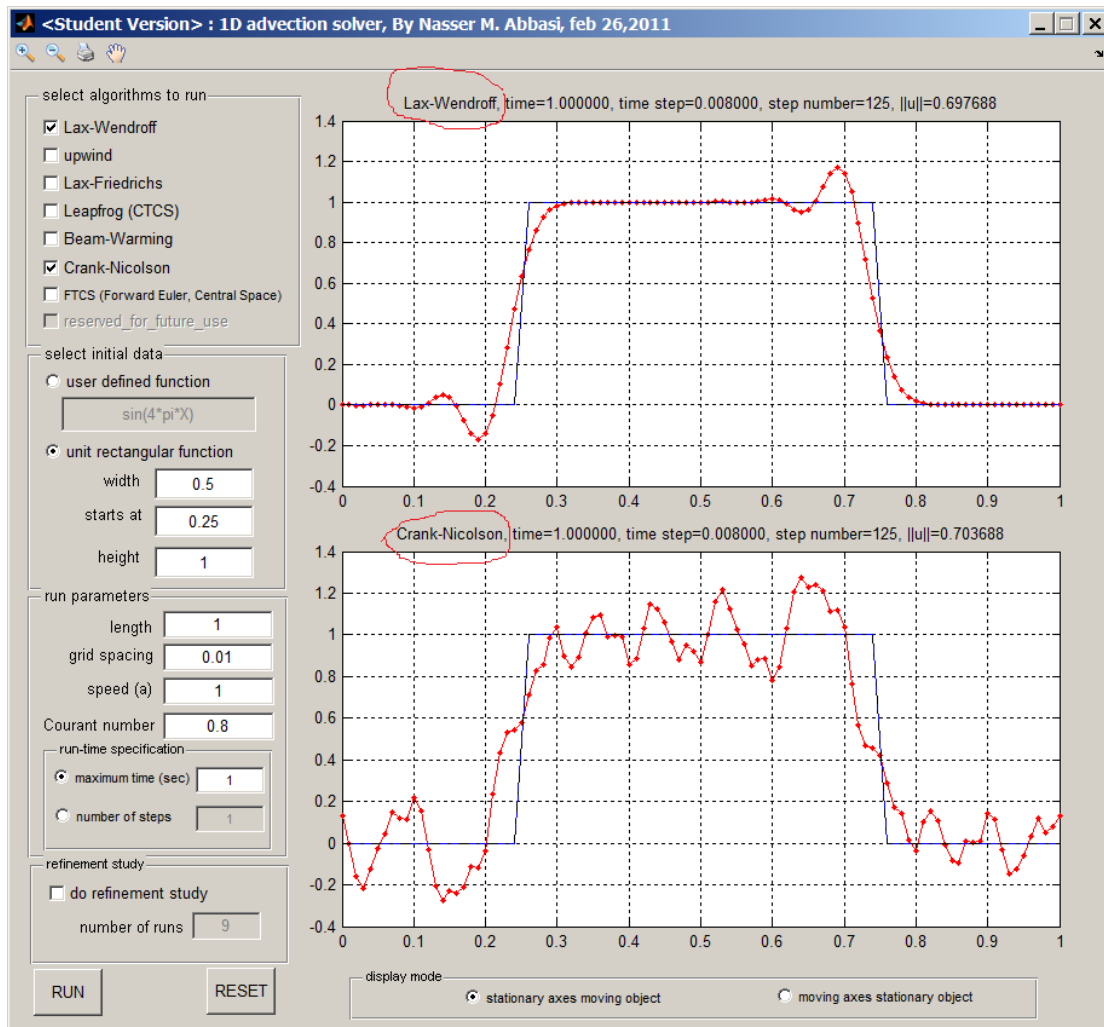 <Student Version> : 1D advection solver, By Nasser M. Abbasi, feb 26,2011
select algorithms to run
Lax-Wendroff
upwind
Lax-Friedrichs
Leapfrog (CTCS)
Beam-Warming
Crank-Nicolson
FTCS (Forward Euler, Central Space)
reserved_for_future_use
select initial data
user defined function
sin(4*pi*X)
unit rectangular function
width 0.5
starts at 0.25
height 1
run parameters
length 1
grid spacing 0.01
speed (a) 1
Courant number 0.8
run-time specification
maximum time (sec) 1
number of steps 1
refinement study
do refinement study
number of runs 9
RUN RESET
Lax-Wendroff, time=1.000000, time step=0.008000, step number=125, ||u||=0.697688
1.4
1.2
1
0.8
0.6
0.4
0.2
0
-0.2
-0.4
0 0.1 0.2 0.3 0.4 0.5 0.6 0.7 0.8 0.9 1
Crank-Nicolson, time=1.000000, time step=0.008000, step number=125, ||u||=0.703688
1.4
1.2
1
0.8
0.6
0.4
0.2
0
-0.2
-0.4
0 0.1 0.2 0.3 0.4 0.5 0.6 0.7 0.8 0.9 1
display mode
stationary axes moving object moving axes stationary object